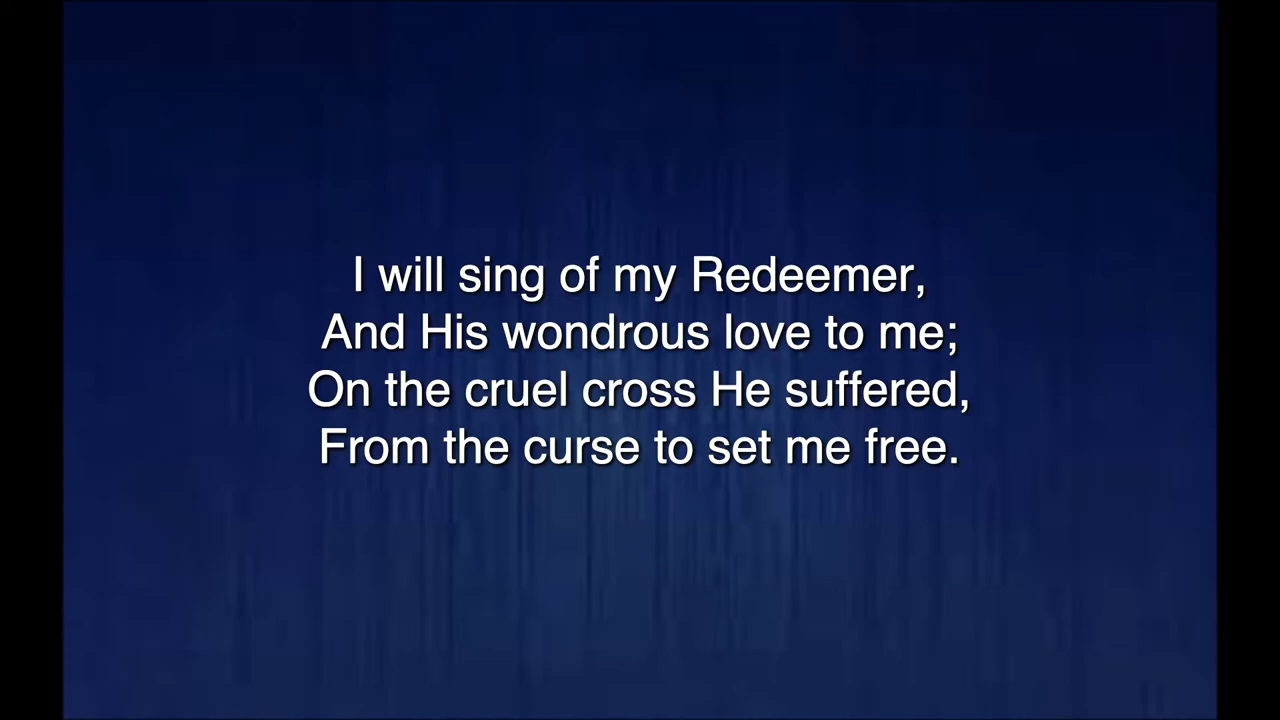 I will sing of my Redeemer,
And His wondrous love to me;
On the cruel cross He suffered,
From the curse to set me free.